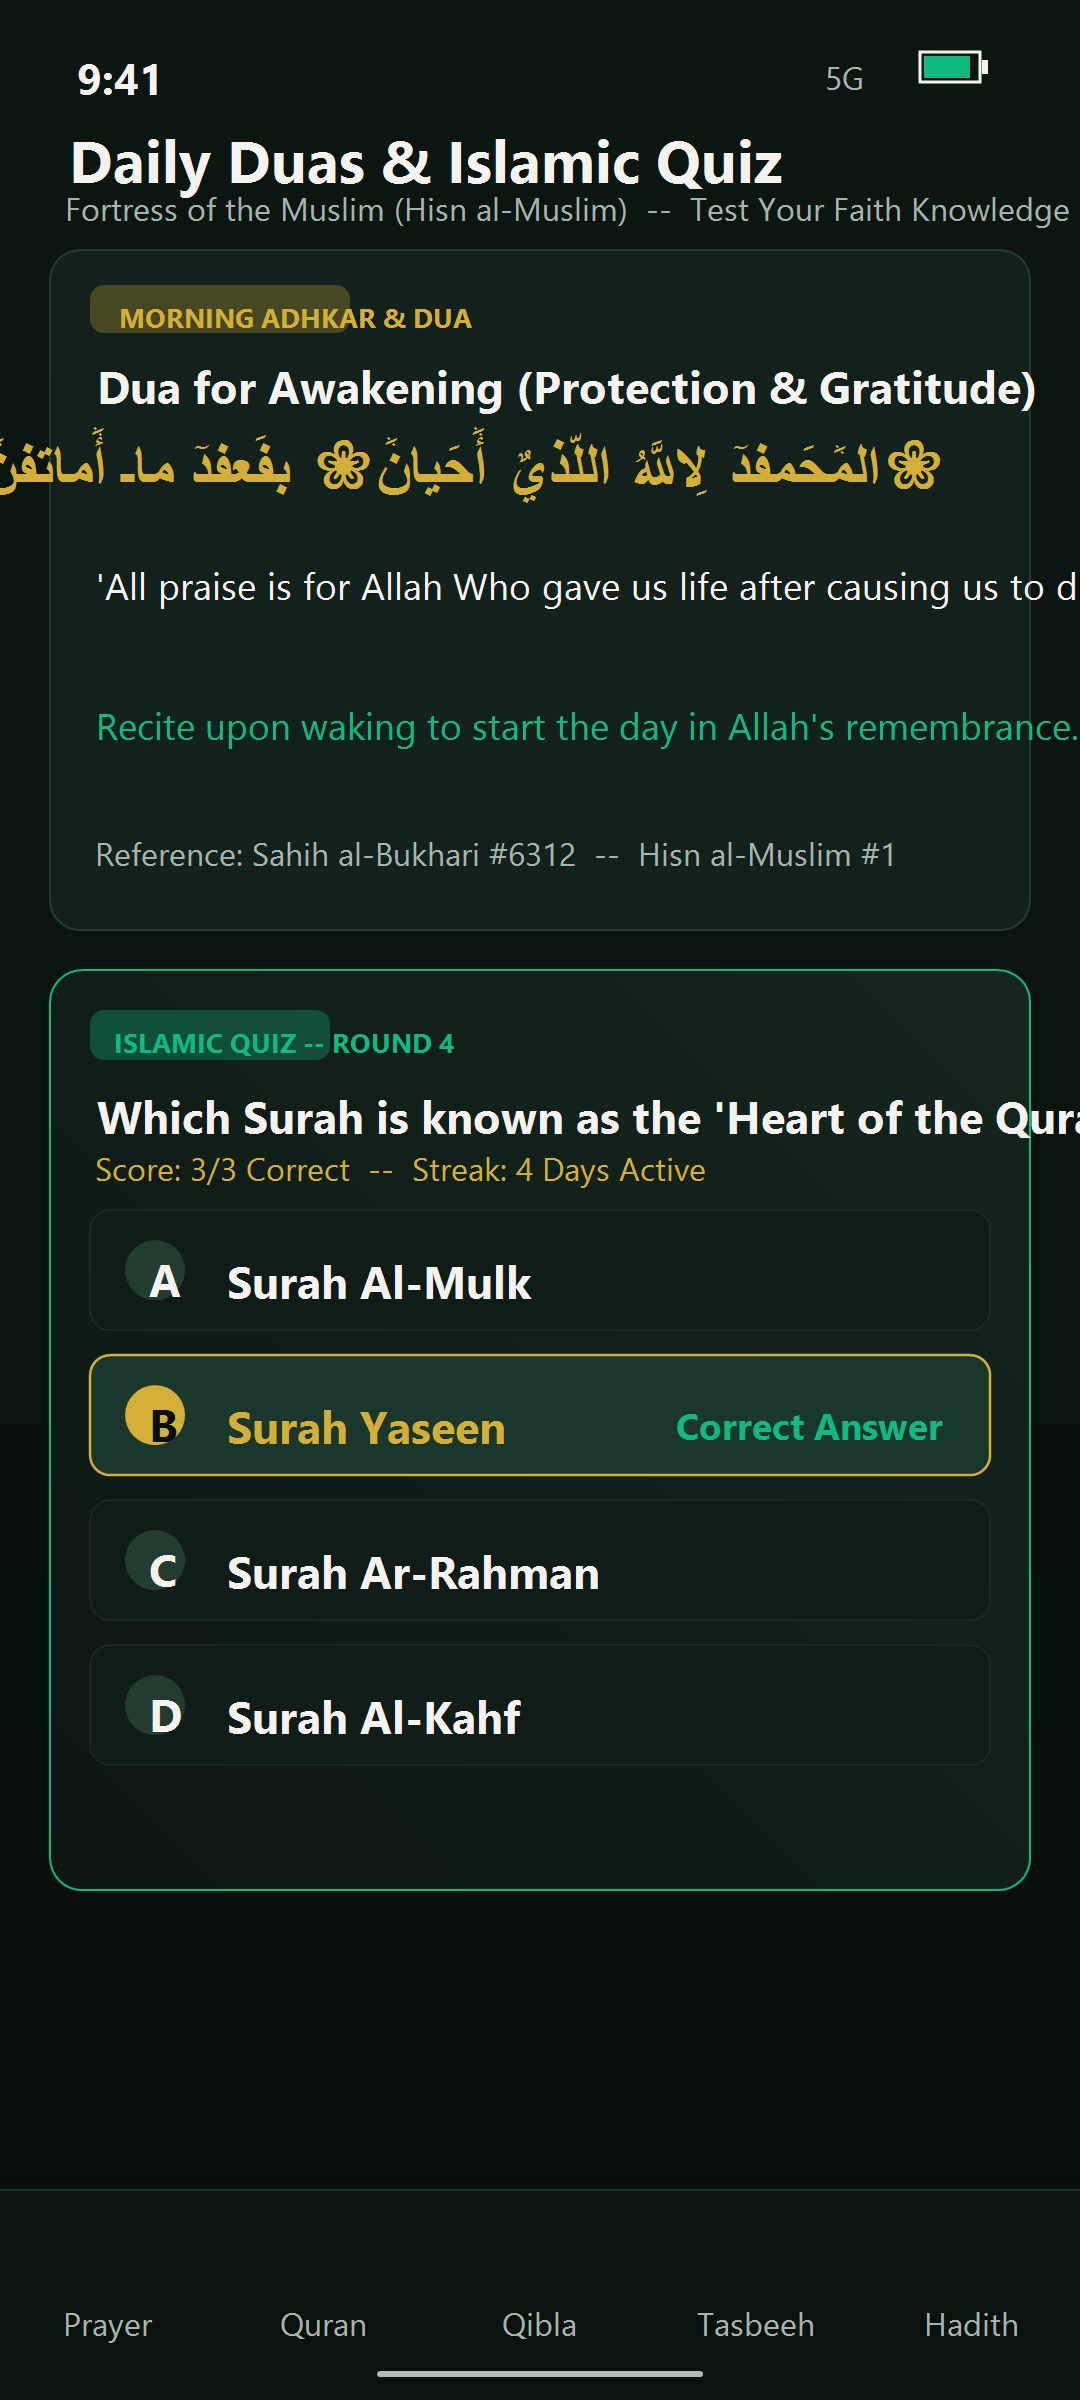 9:41
5G
Daily Duas & Islamic Quiz
Fortress of the Muslim (Hisn al-Muslim) -- Test Your Faith Knowledge
MORNING ADHKAR & DUA
Dua for Awakening (Protection & Gratitude)
لِلهُ
'All praise is for Allah Who gave us life after causing us to d
Recite upon waking to start the day in Allah's remembrance.
Reference: Sahih al-Bukhari #6312 -- Hisn al-Muslim #1
ISLAMIC QUIZ -- ROUND 4
Which Surah is known as the 'Heart of the Qura
Score: 3/3 Correct -- Streak: 4 Days Active
A Surah Al-Mulk
B Surah Yaseen Correct Answer
C Surah Ar-Rahman
D Surah Al-Kahf
Prayer Quran Qibla Tasbeeh Hadith